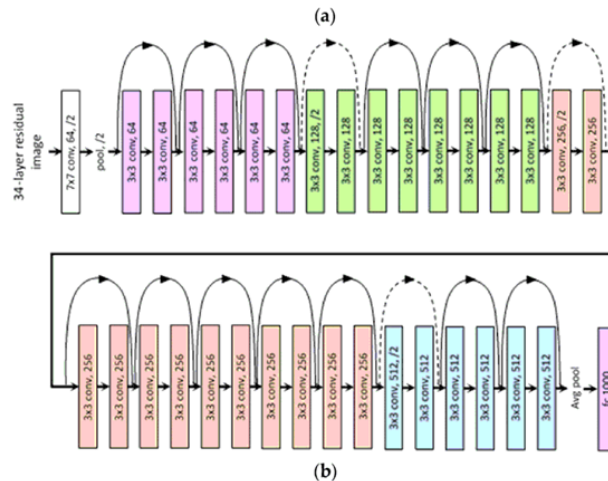 (a)
34-layer residual
image
7x7 conv, 64, /2
pool, /2
3x3 conv, 64
3x3 conv, 64
3x3 conv, 64
3x3 conv, 64
3x3 conv, 64
3x3 conv, 64
3x3 conv, 128, /2
3x3 conv, 128
3x3 conv, 128
3x3 conv, 128
3x3 conv, 128
3x3 conv, 128
3x3 conv, 128
3x3 conv, 128
3x3 conv, 256, /2
3x3 conv, 256
3x3 conv, 256
3x3 conv, 256
3x3 conv, 256
3x3 conv, 256
3x3 conv, 256
3x3 conv, 256
3x3 conv, 256
3x3 conv, 256
3x3 conv, 256
3x3 conv, 256
3x3 conv, 512, /2
3x3 conv, 512
3x3 conv, 512
3x3 conv, 512
3x3 conv, 512
3x3 conv, 512
Avg pool
fc 1000
(b)